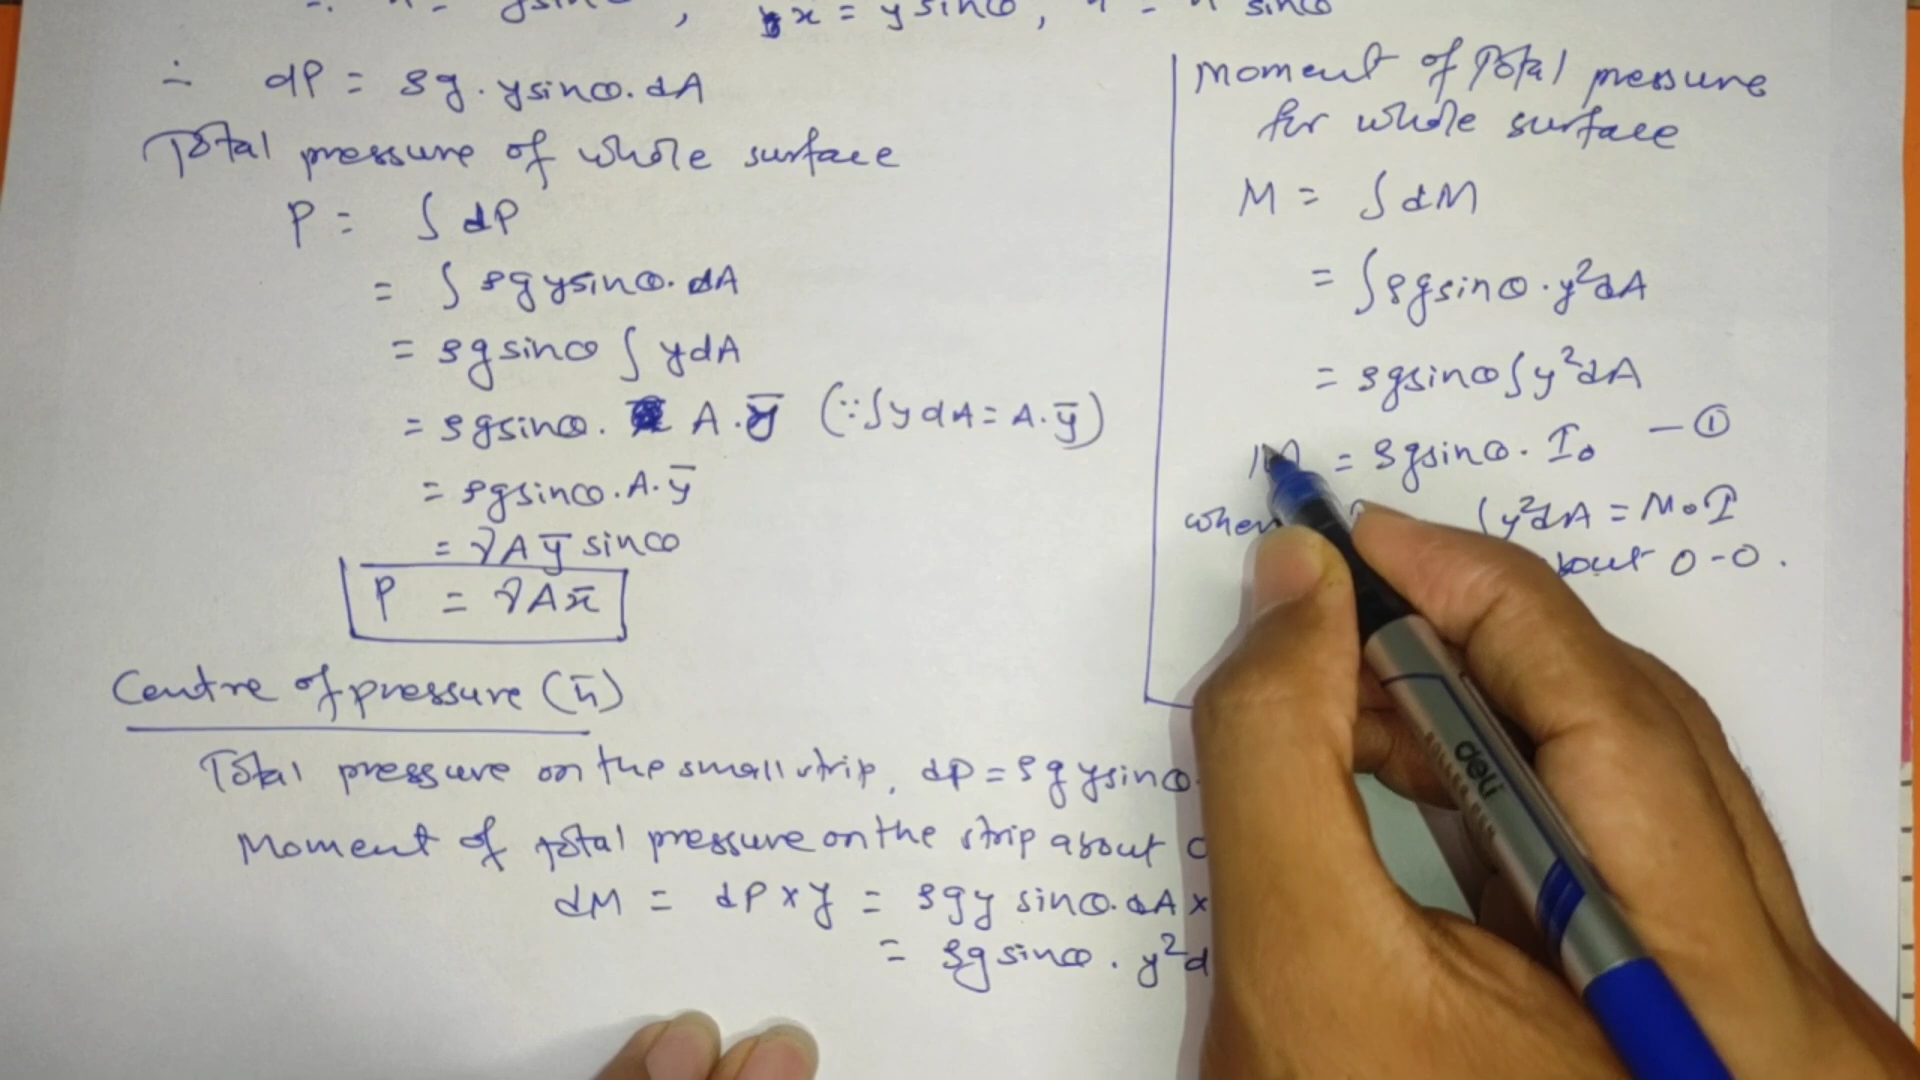 x = y sinθ,
∴ dP = ρg. y sinθ. dA
Total pressure of whole surface
P = ∫ dP
= ∫ ρg y sinθ. dA
= ρg sinθ ∫ y dA
= ρg sinθ. A. ȳ (∵ ∫ y dA = A. ȳ)
= ρg sinθ. A. ȳ
= γ A ȳ sinθ
P = γ A x̄
Centre of pressure (h̄)
Total pressure on the small strip, dP = ρg y sinθ
Moment of total pressure on the strip about
dM = dP × y = ρg y sinθ. dA ×
= ρg sinθ. y² d
Moment of Total pressure
for whole surface
M = ∫ dM
= ∫ ρg sinθ. y² dA
= ρg sinθ ∫ y² dA
M = ρg sinθ. I₀ — ①
∫ y² dA = M.O.I
about O-O.
deli